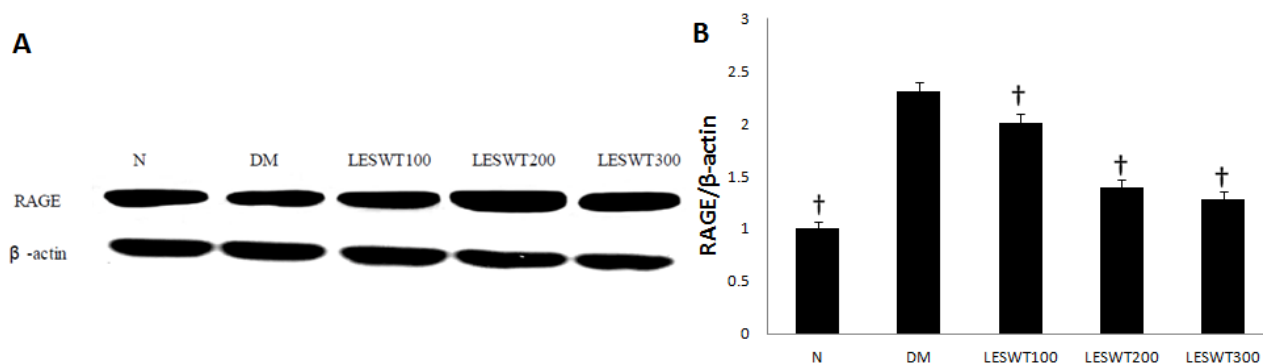 A
N DM LESWT100 LESWT200 LESWT300
RAGE
β -actin
B
RAGE/β-actin
3
2.5
2
1.5
1
0.5
0
† † † †
N DM LESWT100 LESWT200 LESWT300